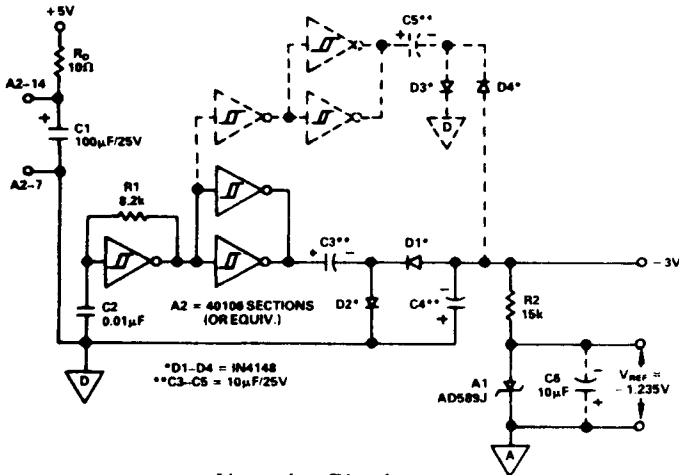 +5V
RD
10Ω
A2-14
+
C1
100μF/25V
A2-7
R1
8.2k
C2
0.01μF
D
A2 = 40106 SECTIONS
(OR EQUIV.)
*D1-D4 = IN4148
**C3-C5 = 10μF/25V
+ C5** -
D3*
D4*
D
+ C3** -
D1*
D2*
-
C4**
+
-3V
R2
15k
A1
AD589J
-
C6
10μF
+
VREF =
-1.235V
A